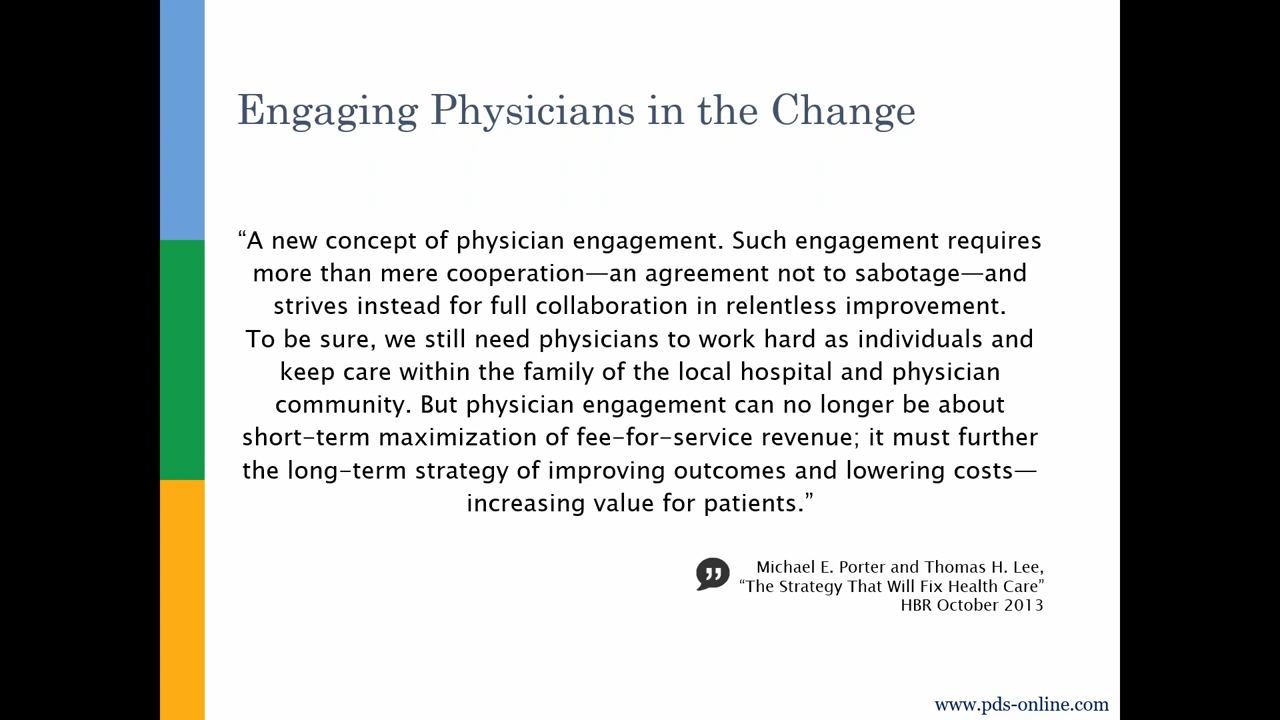 Engaging Physicians in the Change
“A new concept of physician engagement. Such engagement requires
more than mere cooperation—an agreement not to sabotage—and
strives instead for full collaboration in relentless improvement.
To be sure, we still need physicians to work hard as individuals and
keep care within the family of the local hospital and physician
community. But physician engagement can no longer be about
short-term maximization of fee-for-service revenue; it must further
the long-term strategy of improving outcomes and lowering costs—
increasing value for patients.”
Michael E. Porter and Thomas H. Lee,
“The Strategy That Will Fix Health Care”
HBR October 2013
www.pds-online.com